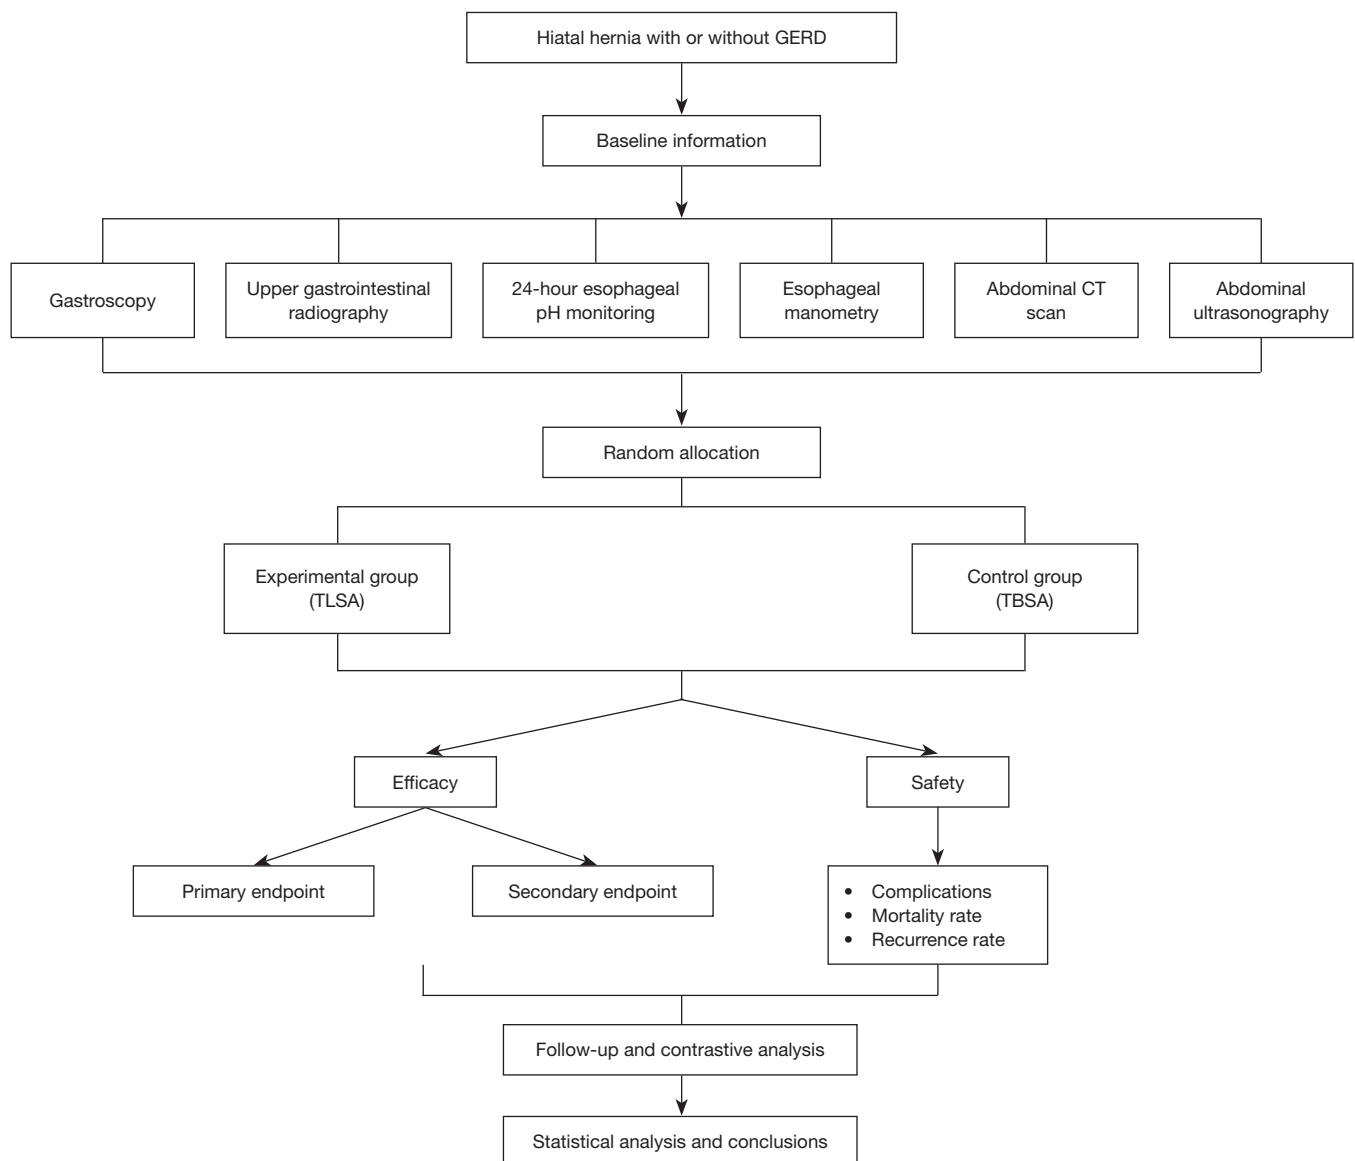 Hiatal hernia with or without GERD
Baseline information
Gastroscopy
Upper gastrointestinal
radiography
24-hour esophageal
pH monitoring
Esophageal
manometry
Abdominal CT
scan
Abdominal
ultrasonography
Random allocation
Experimental group
(TLSA)
Control group
(TBSA)
Efficacy
Safety
Primary endpoint
Secondary endpoint
• Complications
• Mortality rate
• Recurrence rate
Follow-up and contrastive analysis
Statistical analysis and conclusions